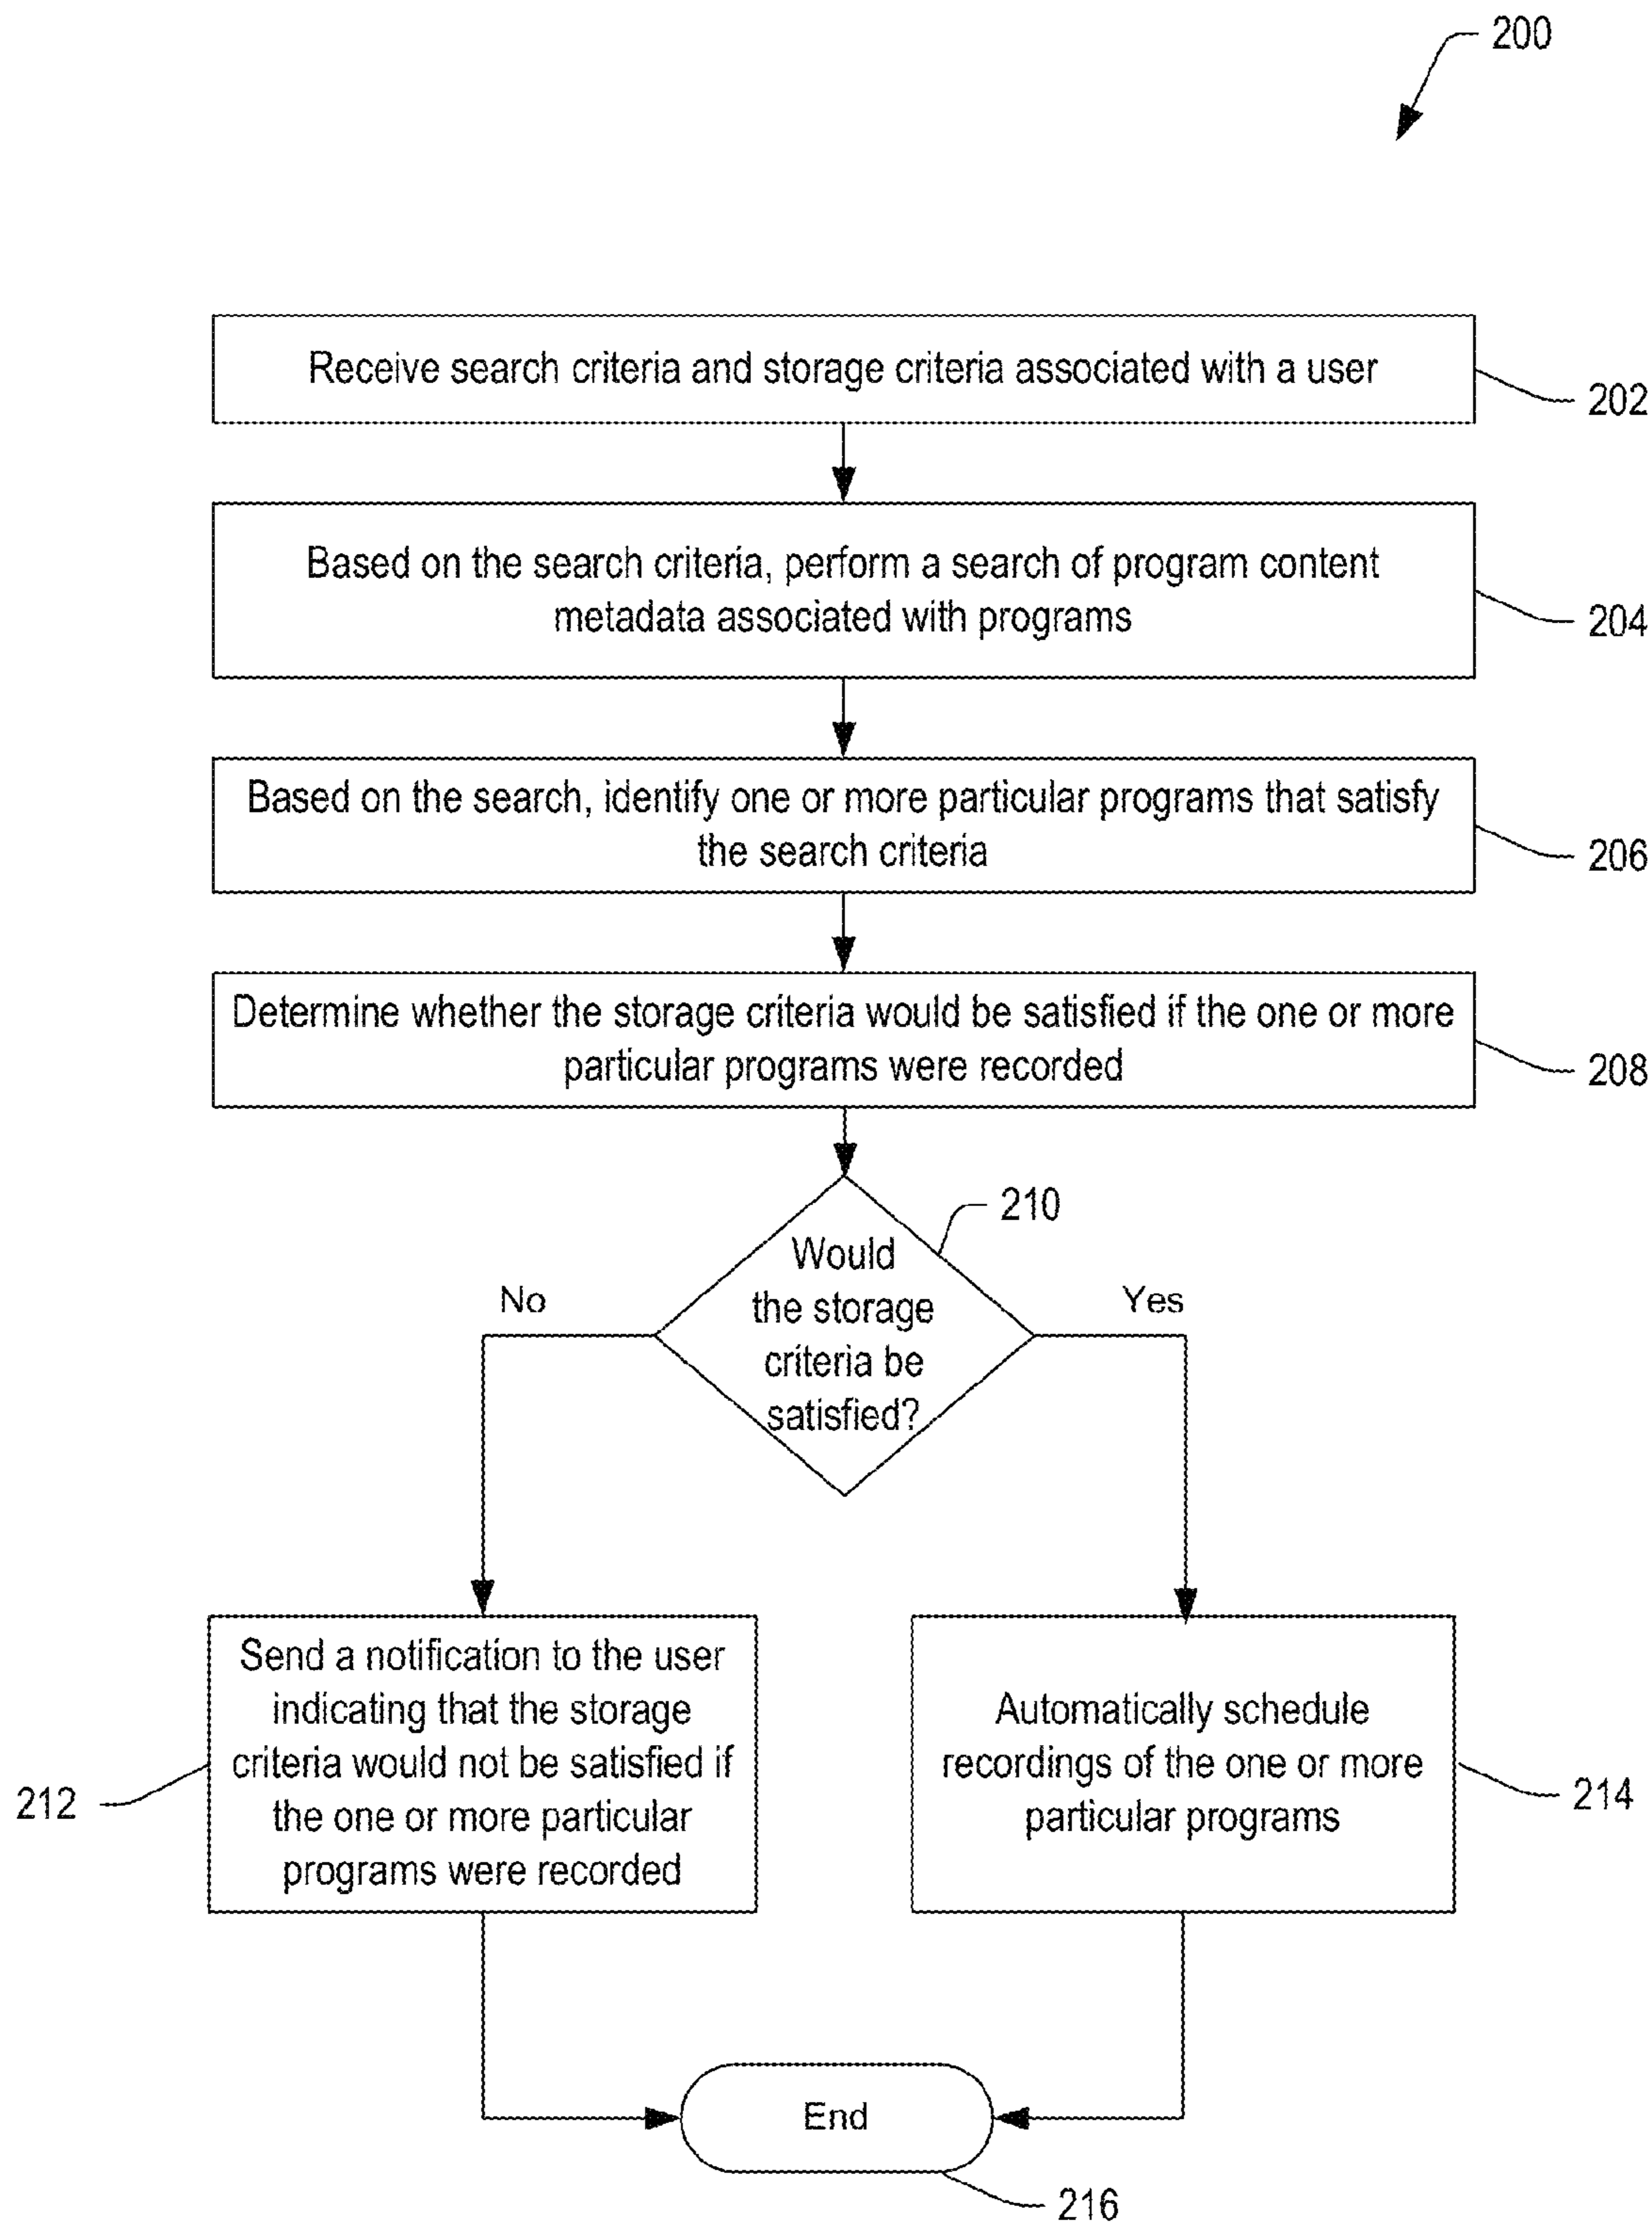 200
Receive search criteria and storage criteria associated with a user
202
Based on the search criteria, perform a search of program content
metadata associated with programs
204
Based on the search, identify one or more particular programs that satisfy
the search criteria
206
Determine whether the storage criteria would be satisfied if the one or more
particular programs were recorded
208
210
Would
the storage
criteria be
satisfied?
No
Yes
Send a notification to the user
indicating that the storage
criteria would not be satisfied if
the one or more particular
programs were recorded
212
Automatically schedule
recordings of the one or more
particular programs
214
End
216